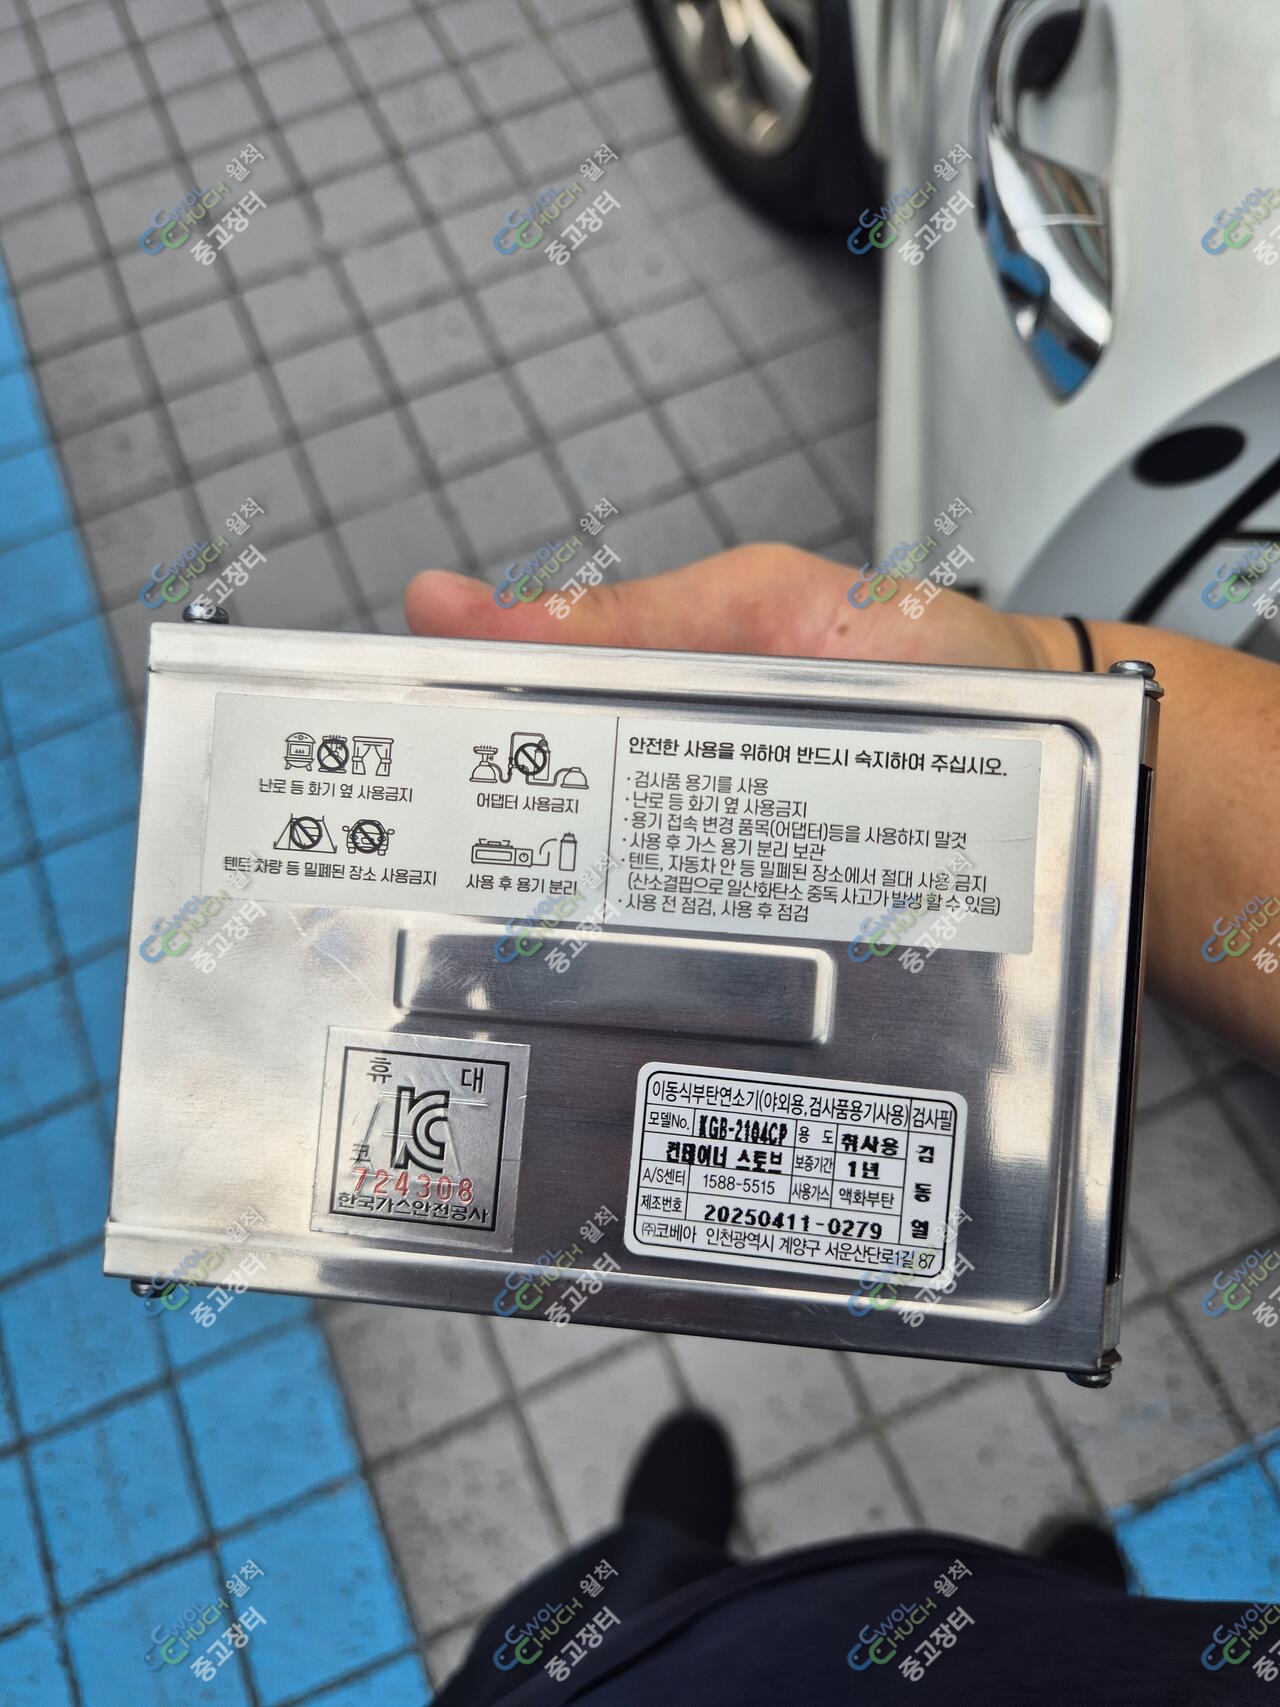 난로 등 화기 옆 사용금지
어댑터 사용금지
텐트 차량 등 밀폐된 장소 사용금지
사용 후 용기 분리
안전한 사용을 위하여 반드시 숙지하여 주십시오.
·검사품 용기를 사용
·난로 등 화기 옆 사용금지
·용기 접속 변경 품목(어댑터)등을 사용하지 말것
·사용 후 가스 용기 분리 보관
·텐트, 자동차 안 등 밀폐된 장소에서 절대 사용 금지
(산소결핍으로 일산화탄소 중독 사고가 발생 할 수 있음)
·사용 전 점검, 사용 후 점검
휴 대
KC
코
724308
한국가스안전공사
이동식부탄연소기(야외용,검사품용기사용) 검사필
모델No. KGB-2104CP 용 도 취사용 김
컨테이너 스토브 보증기간 1년
A/S센터 1588-5515 사용가스 액화부탄 동
제조번호 20250411-0279 열
㈜코베아 인천광역시 계양구 서운산단로1길 87
CWOL CHUCK 월척
중고장터